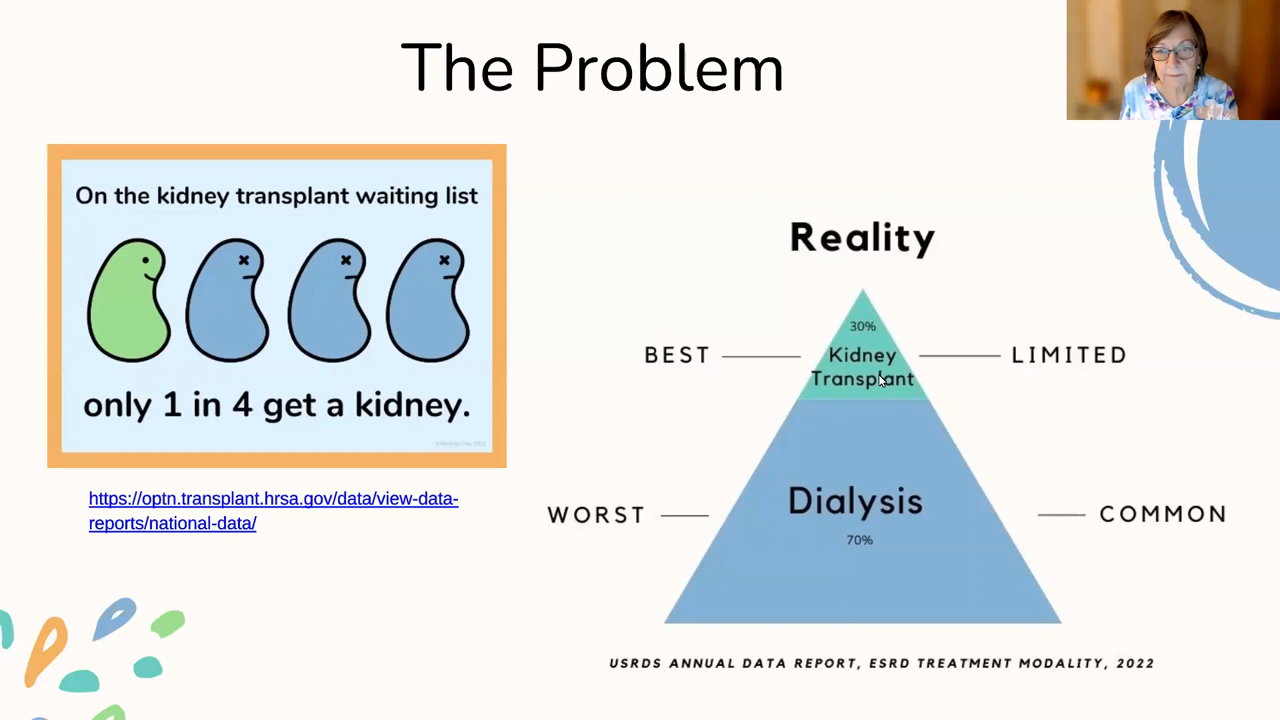 The Problem
On the kidney transplant waiting list
only 1 in 4 get a kidney.
https://optn.transplant.hrsa.gov/data/view-data-
reports/national-data/
Reality
30%
BEST
Kidney
Transplant
LIMITED
Dialysis
WORST
70%
COMMON
USRDS ANNUAL DATA REPORT, ESRD TREATMENT MODALITY, 2022